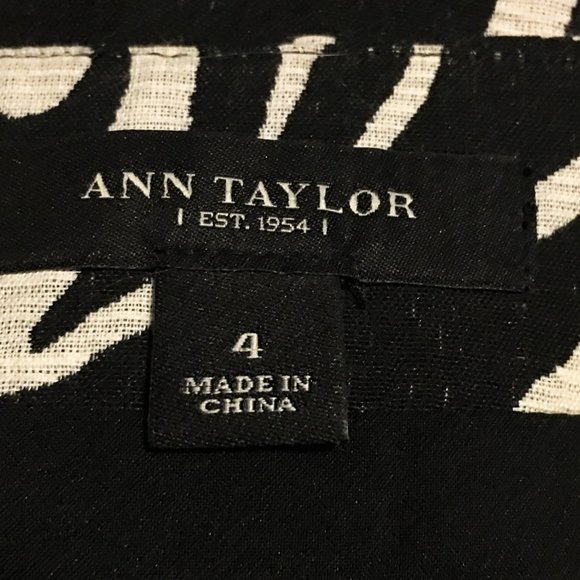 ANN TAYLOR
| EST. 1954 |
4
MADE IN
CHINA